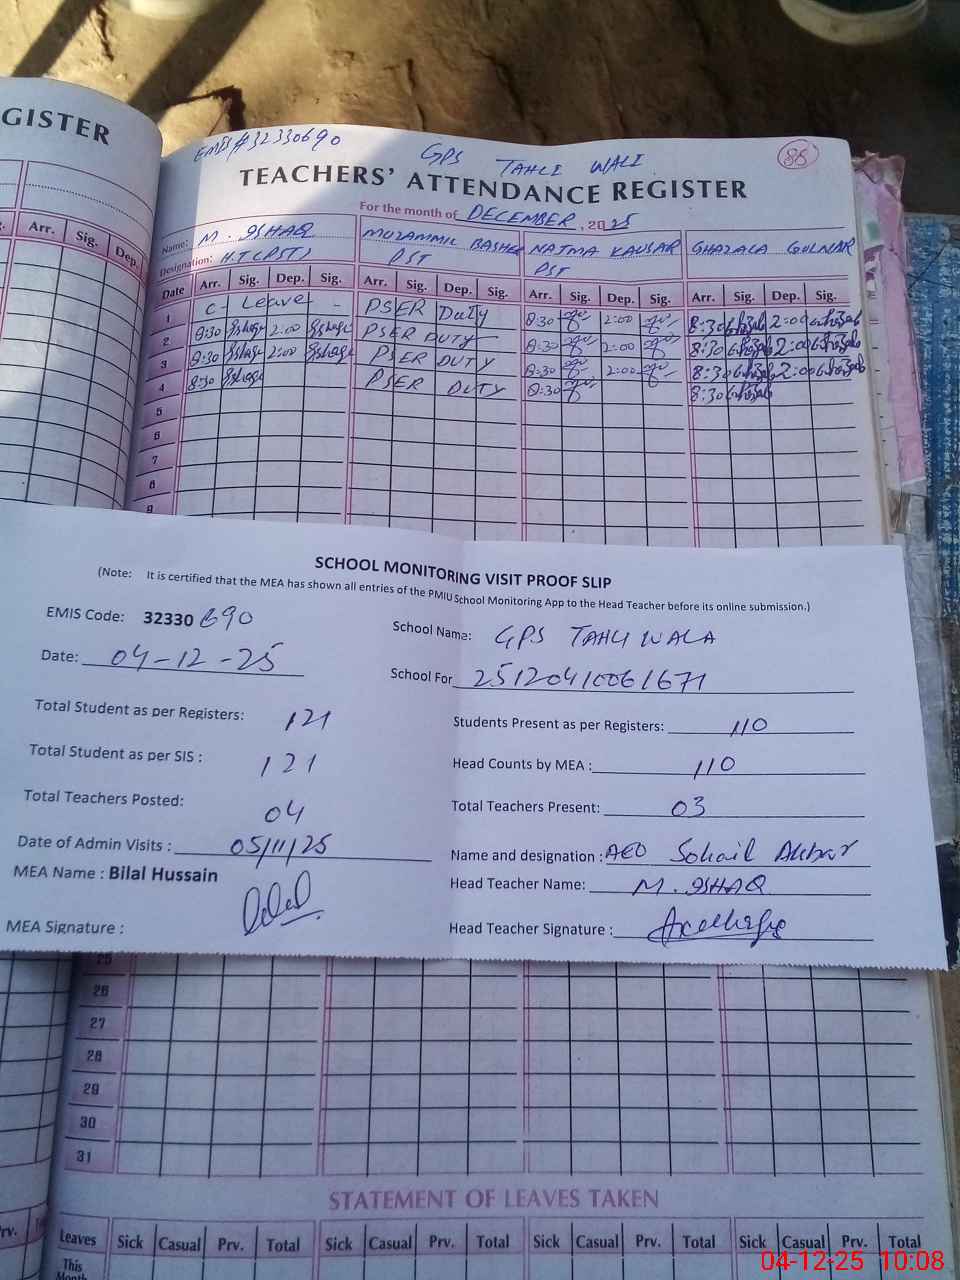 GISTER
Arr. Sig. Dep.
EMIS#32330690
GPS TAHLI WALI
85
TEACHERS' ATTENDANCE REGISTER
For the month of DECEMBER, 2025
Name: M. ISHAQ MUZAMMIL BASHER NAJMA KAUSAR GHAZALA GULNAR
Designation: H.T(PST) PST PST
Date Arr. Sig. Dep. Sig. Arr. Sig. Dep. Sig. Arr. Sig. Dep. Sig. Arr. Sig. Dep. Sig.
1 C- Leave - PSER Duty 8:30 2:00 8:30 2:00
2 8:30 2:00 PSER DUTY 8:30 2:00 8:30 2:00
3 8:30 2:00 PSER DUTY 8:30 2:00 8:30 2:00
4 8:30 PSER DUTY 8:30 8:30
5
6
7
8
9
SCHOOL MONITORING VISIT PROOF SLIP
(Note: It is certified that the MEA has shown all entries of the PMIU School Monitoring App to the Head Teacher before its online submission.)
EMIS Code: 32330 690 School Name: GPS TAHLI WALA
Date: 04-12-25 School For 25120410061671
Total Student as per Registers: 121 Students Present as per Registers: 110
Total Student as per SIS : 121 Head Counts by MEA : 110
Total Teachers Posted: 04 Total Teachers Present: 03
Date of Admin Visits : 05/11/25 Name and designation : AEO Sohail Akbar
MEA Name : Bilal Hussain Head Teacher Name: M. ISHAQ
MEA Signature : Head Teacher Signature :
25
26
27
28
29
30
31
STATEMENT OF LEAVES TAKEN
rv. Leaves Sick Casual Prv. Total Sick Casual Prv. Total Sick Casual Prv. Total Sick Casual Prv. Total
This
Month
04-12-25 10:08